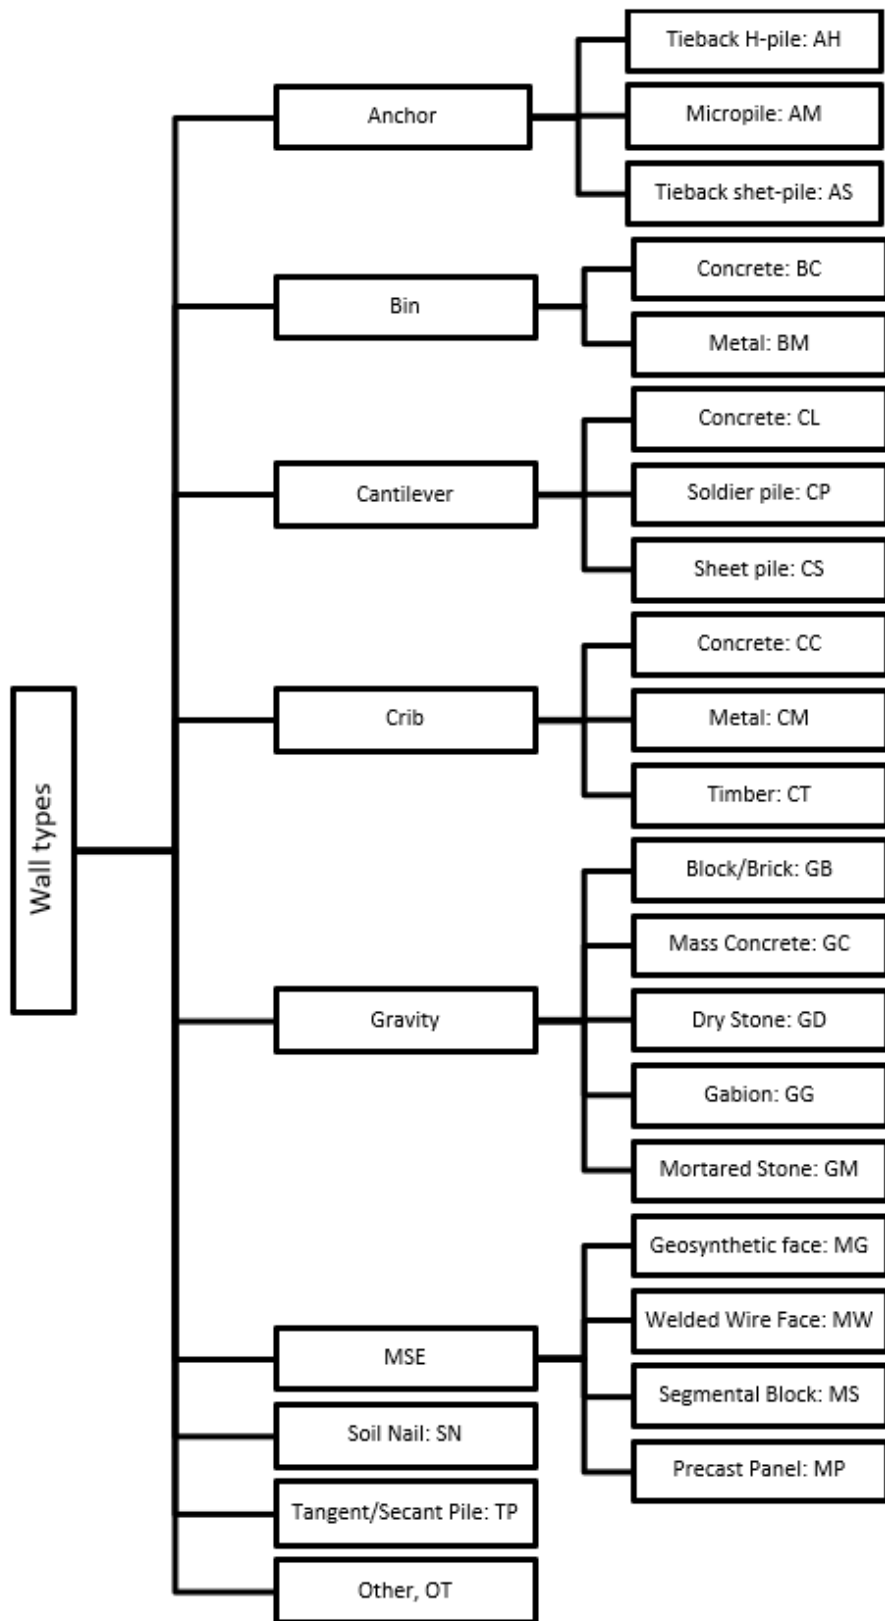 Wall types
Anchor
Tieback H-pile: AH
Micropile: AM
Tieback shet-pile: AS
Bin
Concrete: BC
Metal: BM
Cantilever
Concrete: CL
Soldier pile: CP
Sheet pile: CS
Crib
Concrete: CC
Metal: CM
Timber: CT
Gravity
Block/Brick: GB
Mass Concrete: GC
Dry Stone: GD
Gabion: GG
Mortared Stone: GM
MSE
Geosynthetic face: MG
Welded Wire Face: MW
Segmental Block: MS
Precast Panel: MP
Soil Nail: SN
Tangent/Secant Pile: TP
Other, OT